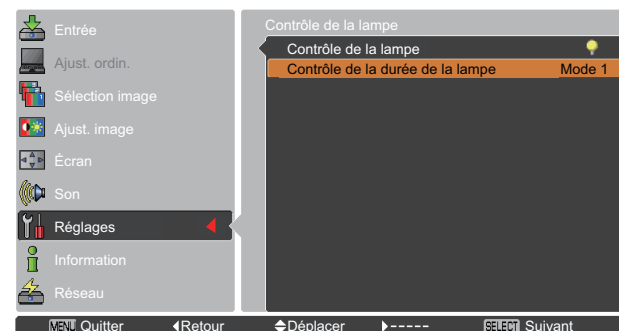 Entrée
Ajust. ordin.
Sélection image
Ajust. image
Écran
Son
Réglages
Information
Réseau
Contrôle de la lampe
Contrôle de la lampe
Contrôle de la durée de la lampe Mode 1
MENU Quitter Retour Déplacer ----- SELECT Suivant